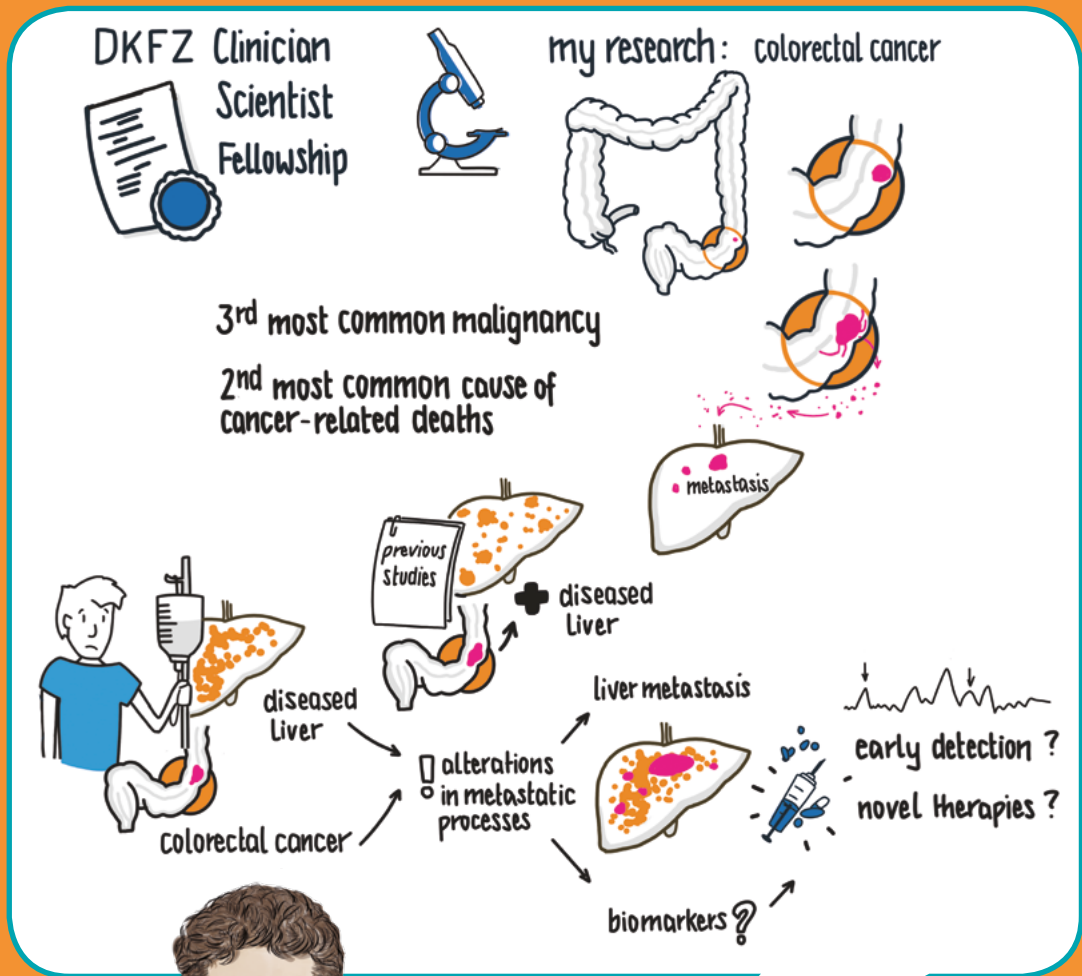 DKFZ Clinician
Scientist
Fellowship
my research: colorectal cancer
3rd most common malignancy
2nd most common cause of
cancer-related deaths
metastasis
previous
studies
diseased
liver
diseased
liver
colorectal cancer
! alterations
in metastatic
processes
liver metastasis
biomarkers?
early detection ?
novel therapies ?